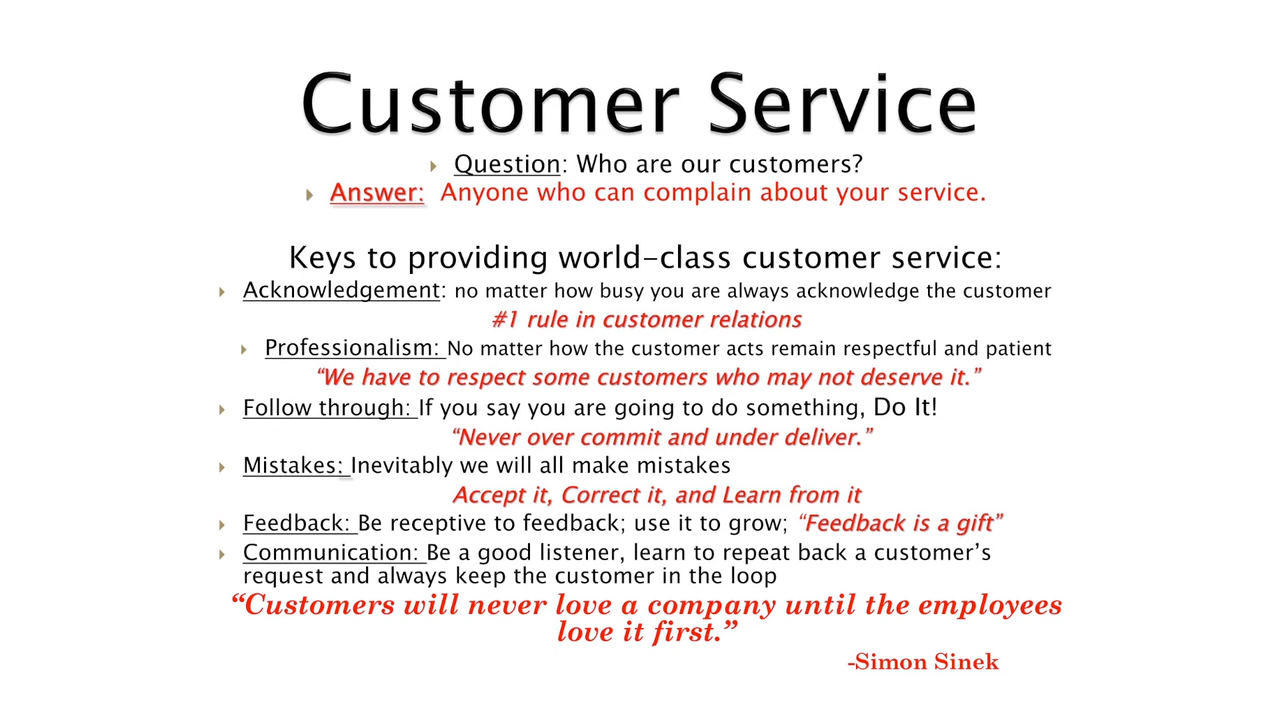 Customer Service
Question: Who are our customers?
Answer: Anyone who can complain about your service.
Keys to providing world-class customer service:
Acknowledgement: no matter how busy you are always acknowledge the customer
#1 rule in customer relations
Professionalism: No matter how the customer acts remain respectful and patient
“We have to respect some customers who may not deserve it.”
Follow through: If you say you are going to do something, Do It!
“Never over commit and under deliver.”
Mistakes: Inevitably we will all make mistakes
Accept it, Correct it, and Learn from it
Feedback: Be receptive to feedback; use it to grow; “Feedback is a gift”
Communication: Be a good listener, learn to repeat back a customer’s
request and always keep the customer in the loop
“Customers will never love a company until the employees
love it first.”
-Simon Sinek